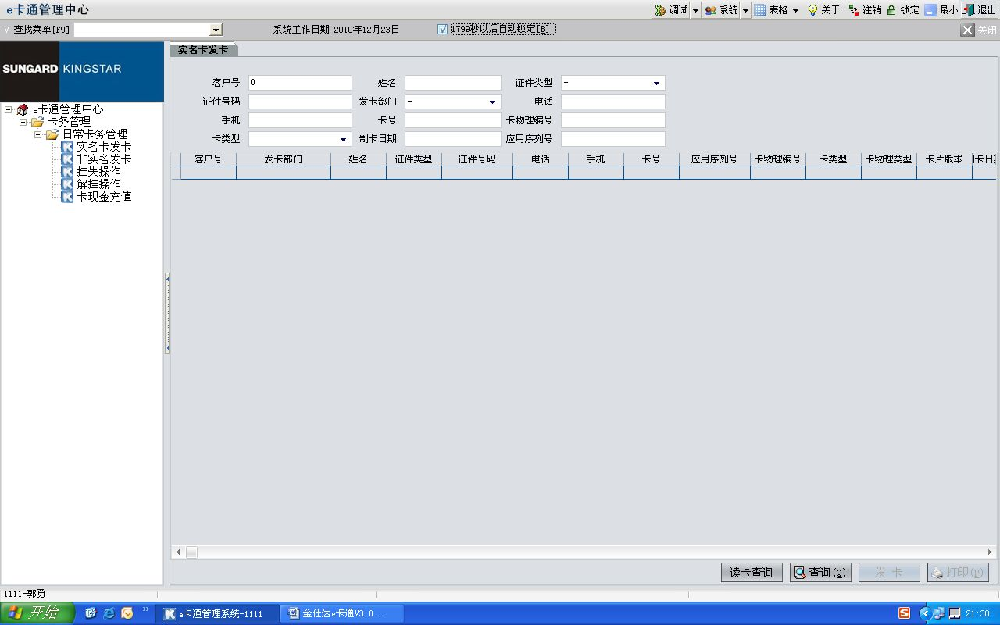 e卡通管理中心 调试 系统 表格 关于 注销 锁定 最小 退出
查找菜单[F9] 系统工作日期 2010年12月23日 1799秒以后自动锁定[B] 关闭
SUNGARD KINGSTAR
e卡通管理中心
卡务管理
日常卡务管理
实名卡发卡
非实名发卡
挂失操作
解挂操作
卡现金充值
实名卡发卡
客户号 0 姓名 证件类型 -
证件号码 发卡部门 - 电话
手机 卡号 卡物理编号
卡类型 制卡日期 应用序列号
客户号 发卡部门 姓名 证件类型 证件号码 电话 手机 卡号 应用序列号 卡物理编号 卡类型 卡物理类型 卡片版本 卡日
读卡查询 查询(Q) 发 卡 打印(P)
1111-郭勇
开始 e卡通管理系统-1111 金仕达e卡通V3.0... 21:38